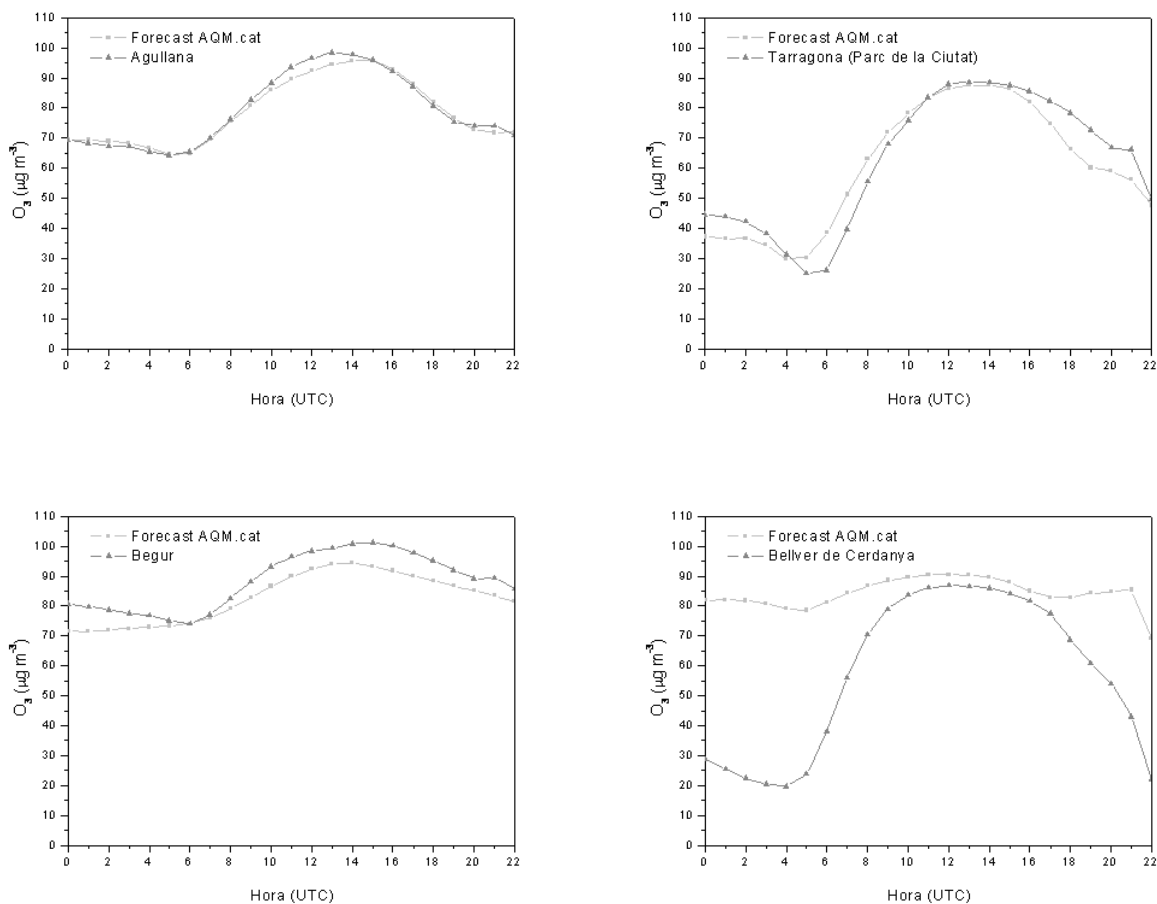 Forecast AQM.cat
Agullana
110
100
90
80
70
60
50
40
30
20
10
0
O₃ (µg m⁻³)
0 2 4 6 8 10 12 14 16 18 20 22
Hora (UTC)
Forecast AQM.cat
Tarragona (Parc de la Ciutat)
110
100
90
80
70
60
50
40
30
20
10
0
O₃ (µg m⁻³)
0 2 4 6 8 10 12 14 16 18 20 22
Hora (UTC)
Forecast AQM.cat
Begur
110
100
90
80
70
60
50
40
30
20
10
0
O₃ (µg m⁻³)
0 2 4 6 8 10 12 14 16 18 20 22
Hora (UTC)
Forecast AQM.cat
Bellver de Cerdanya
110
100
90
80
70
60
50
40
30
20
10
0
O₃ (µg m⁻³)
0 2 4 6 8 10 12 14 16 18 20 22
Hora (UTC)